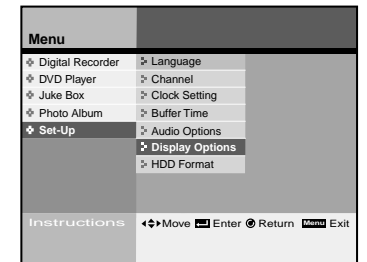 Menu
Digital Recorder
DVD Player
Juke Box
Photo Album
Set-Up
Language
Channel
Clock Setting
Buffer Time
Audio Options
Display Options
HDD Format
Instructions
Move Enter Return Menu Exit